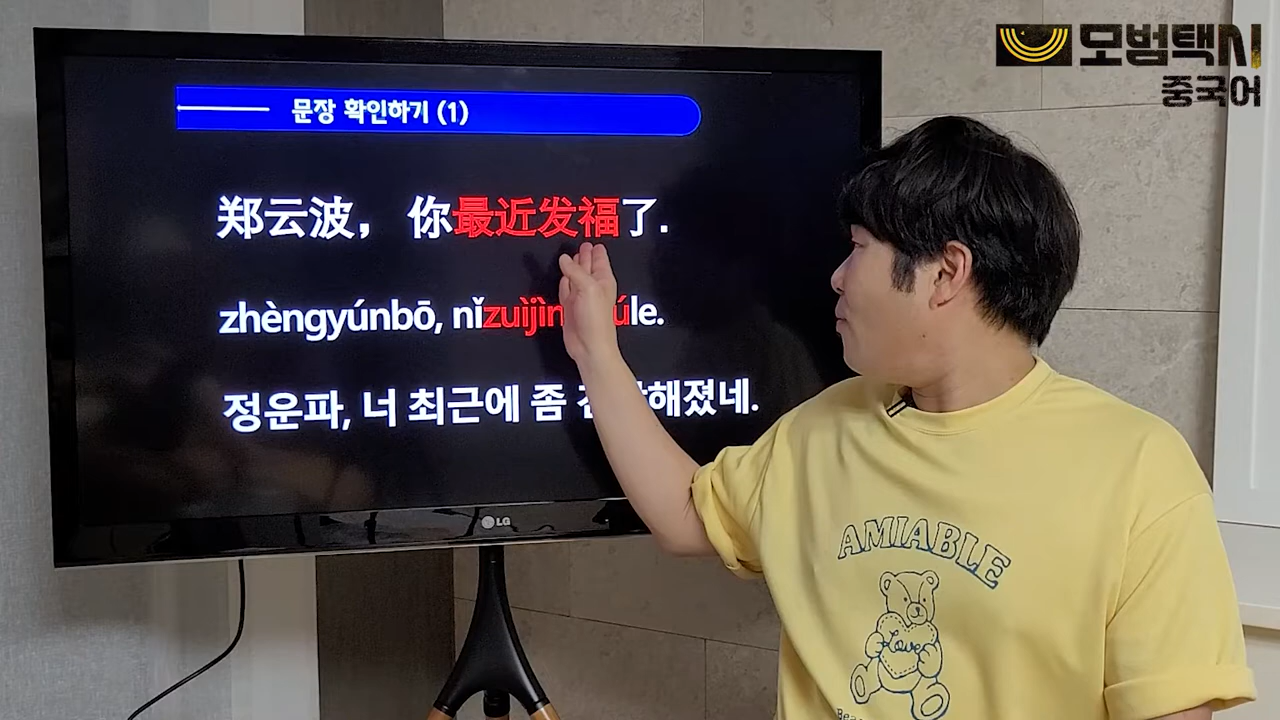 모범택시
중국어
문장 확인하기 (1)
郑云波， 你最近发福了.
zhèngyúnbō, nǐzuìjìn le.
정운파, 너 최근에 좀 해졌네.
LG
AMIABLE
Love